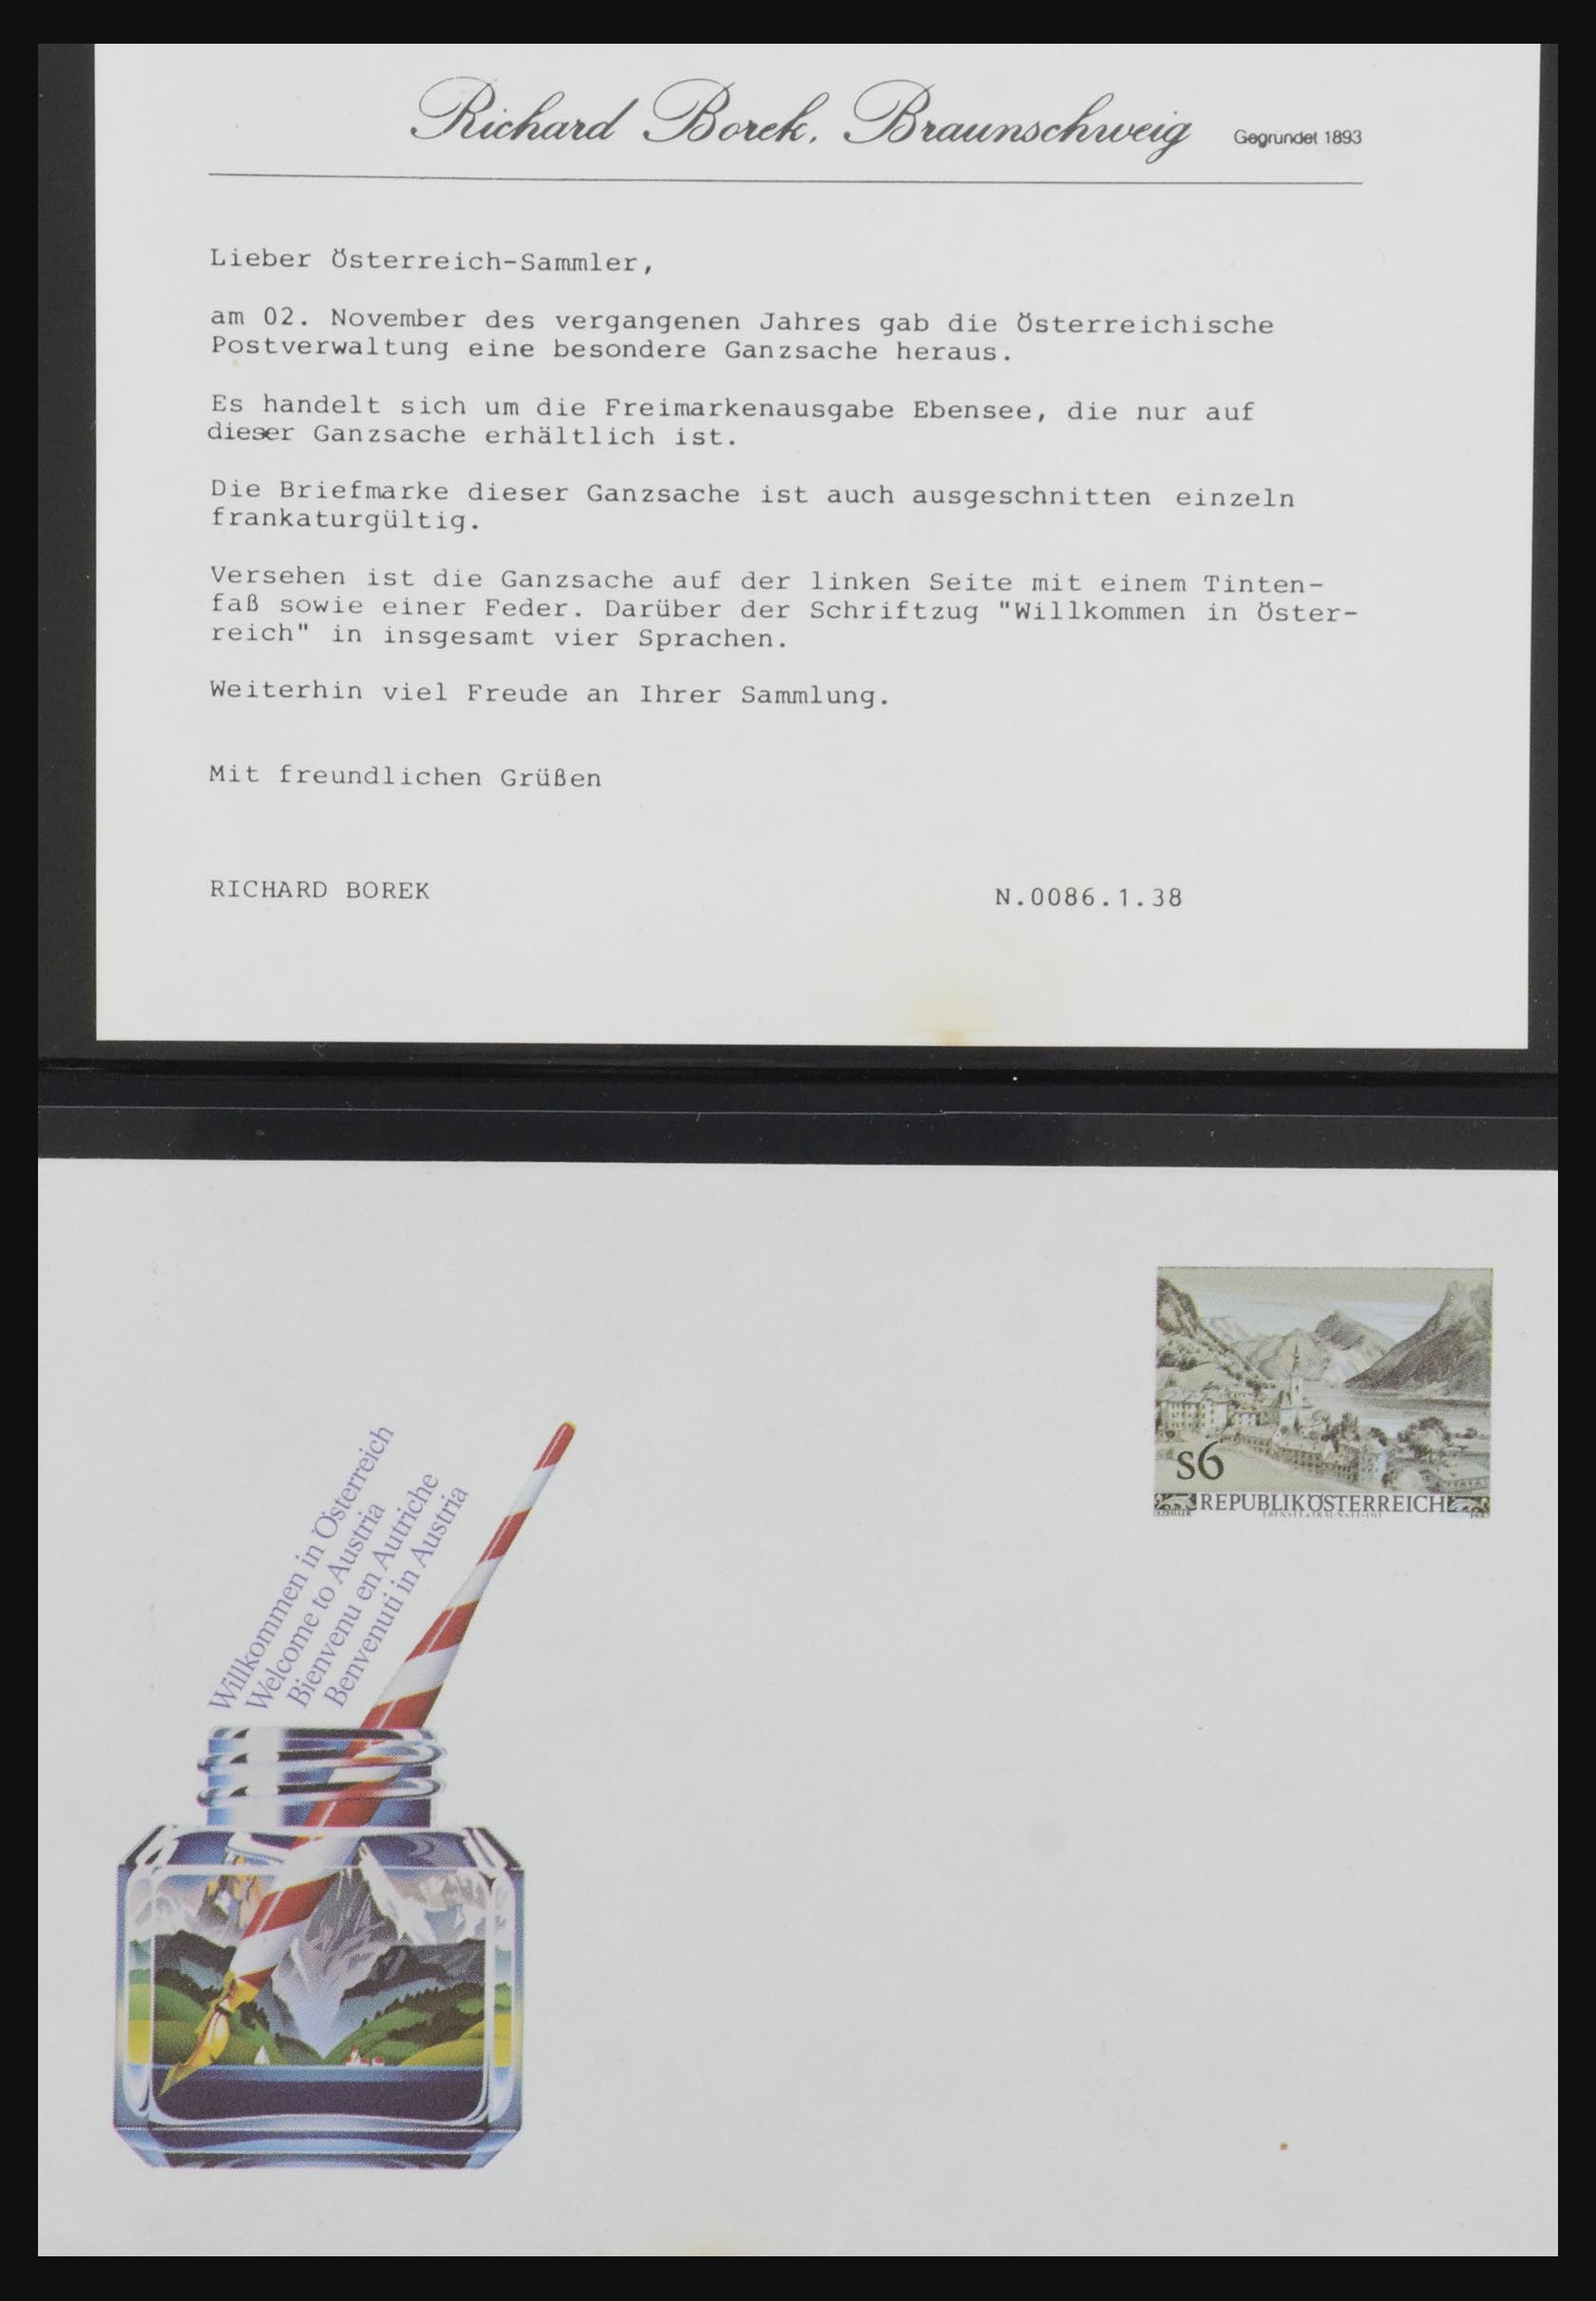 Richard Borek, Braunschweig Gegründet 1893
Lieber Österreich-Sammler,
am 02. November des vergangenen Jahres gab die Österreichische
Postverwaltung eine besondere Ganzsache heraus.
Es handelt sich um die Freimarkenausgabe Ebensee, die nur auf
dieser Ganzsache erhältlich ist.
Die Briefmarke dieser Ganzsache ist auch ausgeschnitten einzeln
frankaturgültig.
Versehen ist die Ganzsache auf der linken Seite mit einem Tinten-
faß sowie einer Feder. Darüber der Schriftzug "Willkommen in Öster-
reich" in insgesamt vier Sprachen.
Weiterhin viel Freude an Ihrer Sammlung.
Mit freundlichen Grüßen
RICHARD BOREK N.0086.1.38
s6
REPUBLIK ÖSTERREICH
Willkommen in Österreich
Welcome to Austria
Bienvenu en Autriche
Benvenuti in Austria